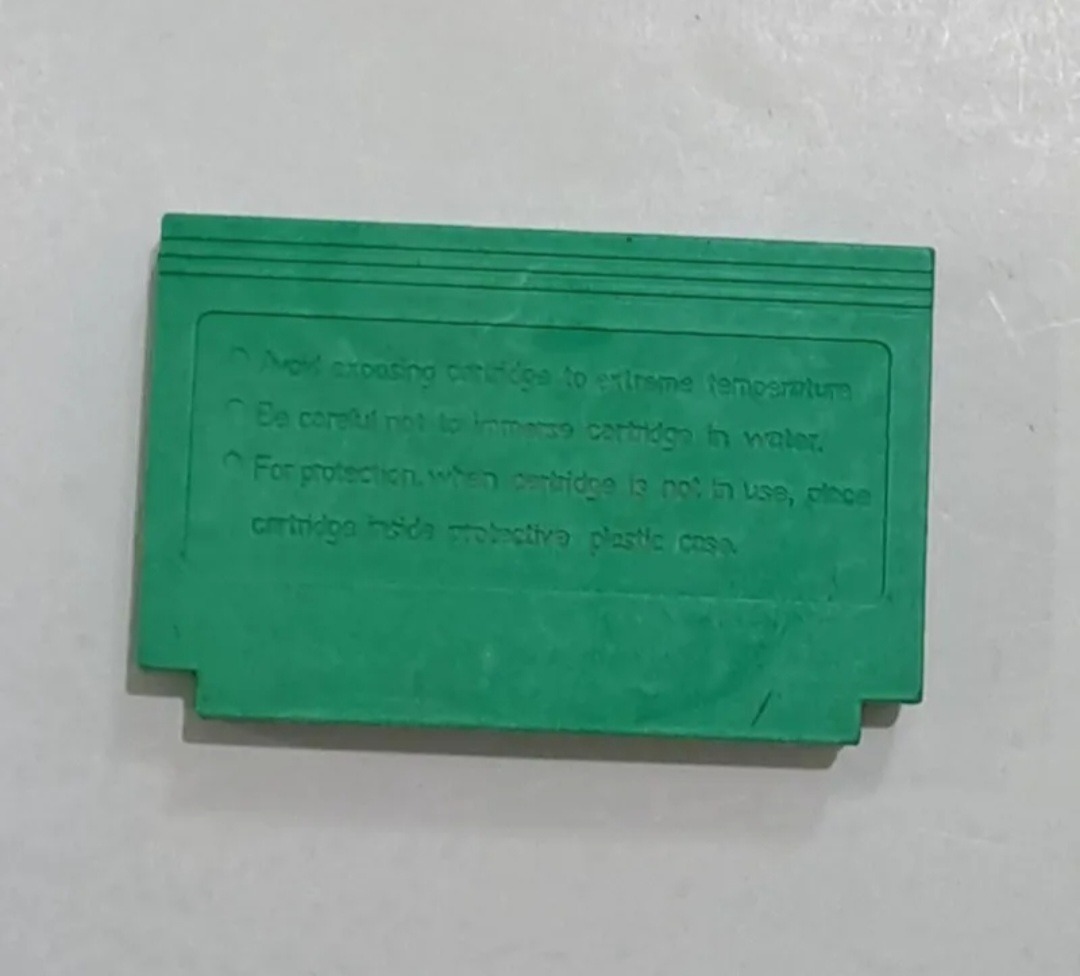 Avoid exposing cartridge to extreme temperature
Be careful not to immerse cartridge in water.
For protection, when cartridge is not in use, place
cartridge inside protective plastic case.